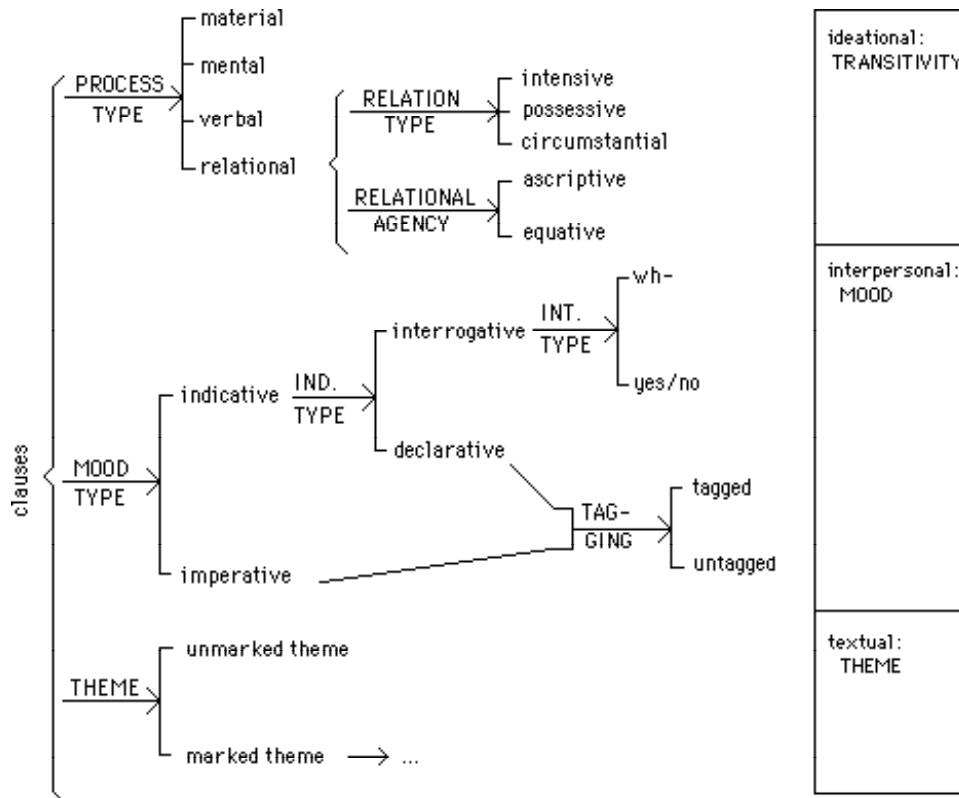 material
mental
PROCESS
TYPE
verbal
relational
RELATION
TYPE
intensive
possessive
circumstantial
RELATIONAL
AGENCY
ascriptive
equative
ideational:
TRANSITIVITY
clauses
MOOD
TYPE
indicative
IND.
TYPE
interrogative
INT.
TYPE
wh-
yes/no
declarative
imperative
TAG-
GING
tagged
untagged
interpersonal:
MOOD
THEME
unmarked theme
marked theme
...
textual:
THEME